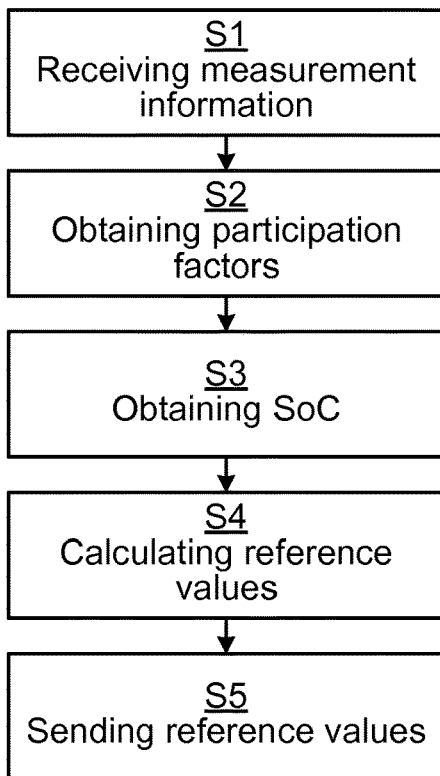 S1
Receiving measurement
information
S2
Obtaining participation
factors
S3
Obtaining SoC
S4
Calculating reference
values
S5
Sending reference values